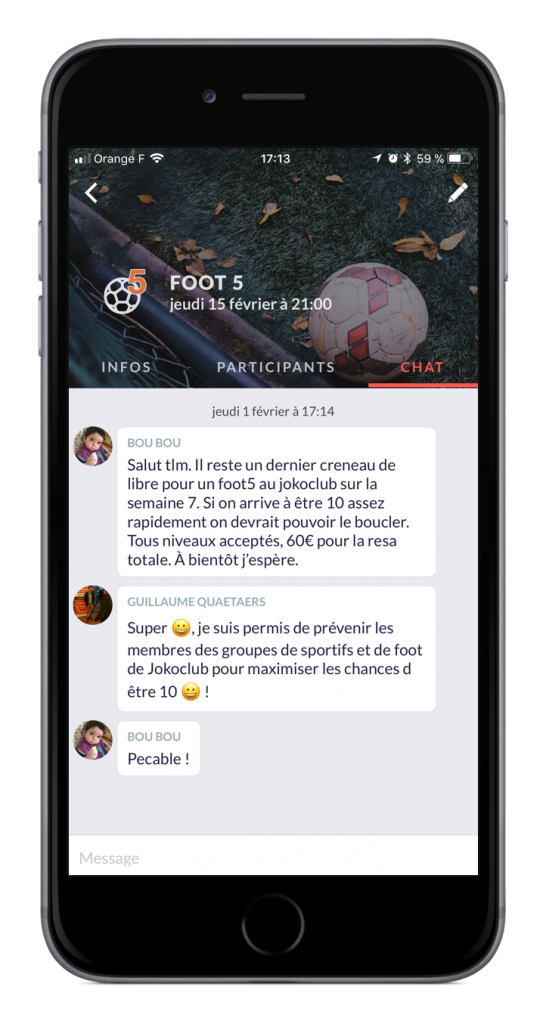 Orange F 17:13 59 %
5
FOOT 5
jeudi 15 février à 21:00
INFOS PARTICIPANTS CHAT
jeudi 1 février à 17:14
BOU BOU
Salut tlm. Il reste un dernier creneau de
libre pour un foot5 au jokoclub sur la
semaine 7. Si on arrive à être 10 assez
rapidement on devrait pouvoir le boucler.
Tous niveaux acceptés, 60€ pour la resa
totale. À bientôt j'espère.
GUILLAUME QUAETAERS
Super 😀, je suis permis de prévenir les
membres des groupes de sportifs et de foot
de Jokoclub pour maximiser les chances d
être 10 😀 !
BOU BOU
Pecable !
Message